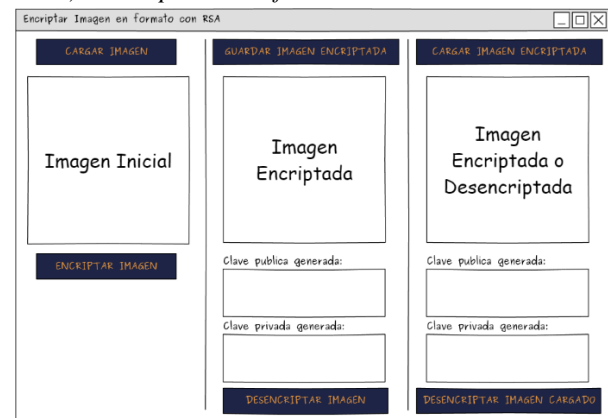 Encriptar Imagen en formato con RSA
CARGAR IMAGEN
Imagen Inicial
ENCRIPTAR IMAGEN
GUARDAR IMAGEN ENCRIPTADA
Imagen
Encriptada
Clave publica generada:
Clave privada generada:
DESENCRIPTAR IMAGEN
CARGAR IMAGEN ENCRIPTADA
Imagen
Encriptada o
Desencriptada
Clave publica generada:
Clave privada generada:
DESENCRIPTAR IMAGEN CARGADO